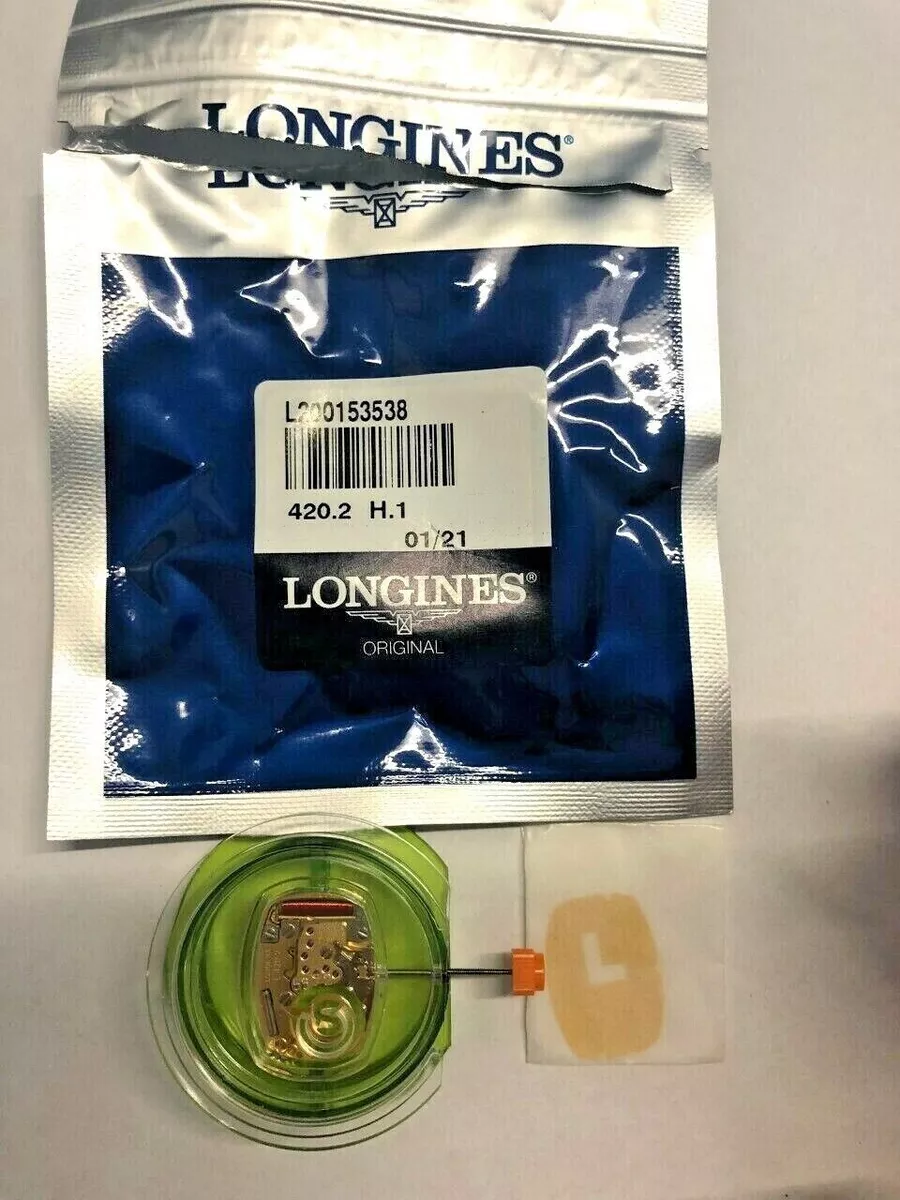 LONGINES®
L200153538
420.2 H.1
01/21
LONGINES®
ORIGINAL
S
L